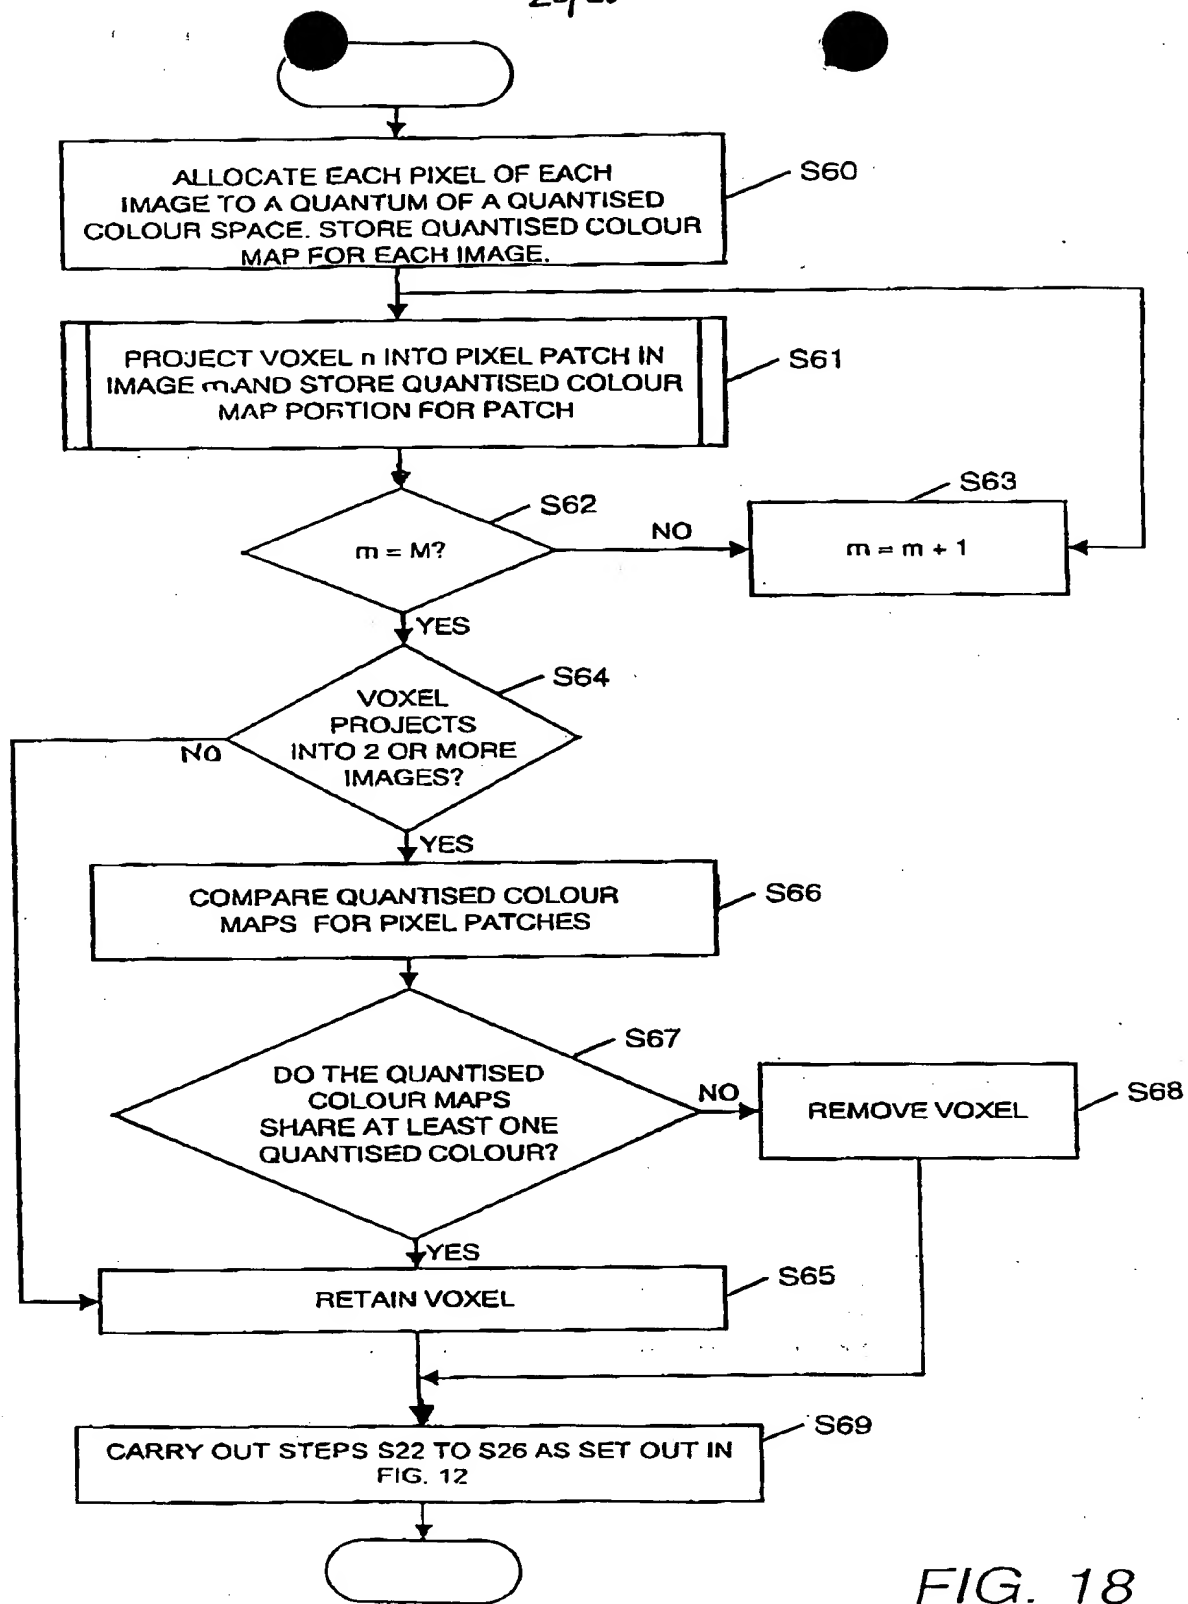 ALLOCATE EACH PIXEL OF EACH
IMAGE TO A QUANTUM OF A QUANTISED
COLOUR SPACE. STORE QUANTISED COLOUR
MAP FOR EACH IMAGE.
S60
PROJECT VOXEL n INTO PIXEL PATCH IN
IMAGE m AND STORE QUANTISED COLOUR
MAP PORTION FOR PATCH
S61
m = M?
S62
NO
S63
m = m + 1
YES
VOXEL
PROJECTS
INTO 2 OR MORE
IMAGES?
S64
NO
YES
COMPARE QUANTISED COLOUR
MAPS FOR PIXEL PATCHES
S66
DO THE QUANTISED
COLOUR MAPS
SHARE AT LEAST ONE
QUANTISED COLOUR?
S67
NO
REMOVE VOXEL
S68
YES
RETAIN VOXEL
S65
CARRY OUT STEPS S22 TO S26 AS SET OUT IN
FIG. 12
S69
FIG. 18